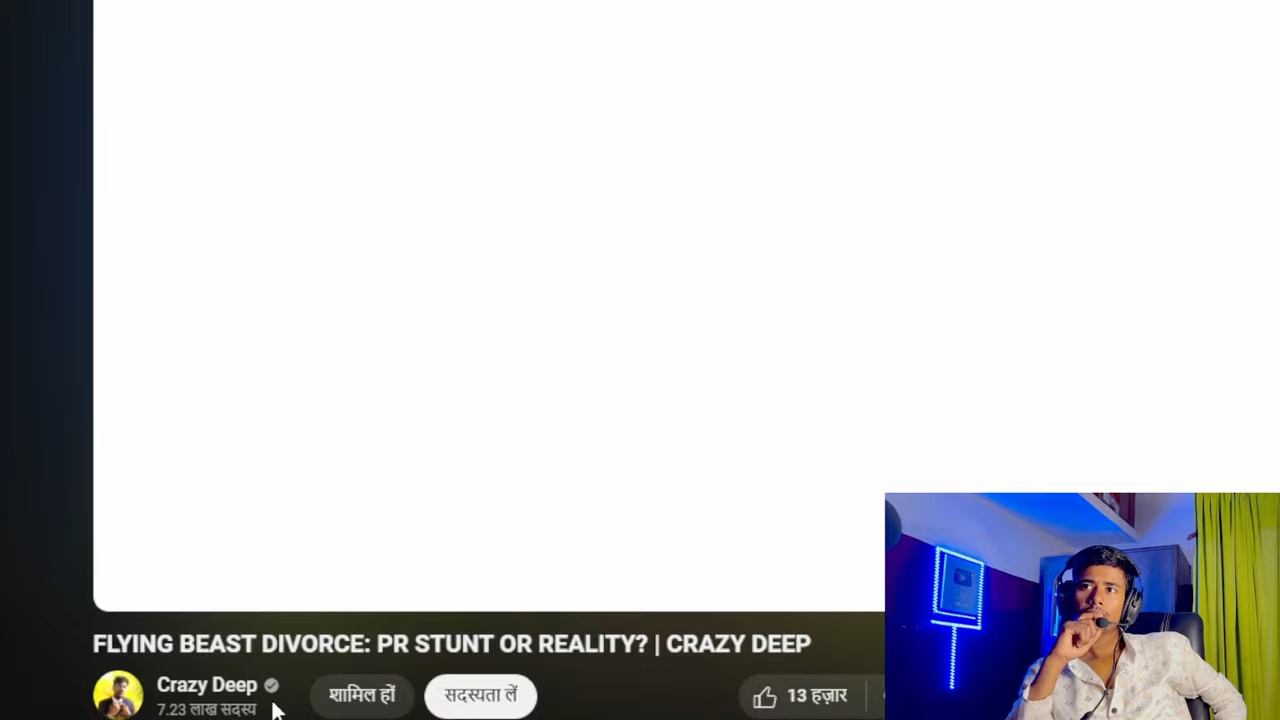 FLYING BEAST DIVORCE: PR STUNT OR REALITY? | CRAZY DEEP
Crazy Deep
शामिल हों
सदस्यता लें
13 हज़ार
7.23 लाख सदस्य